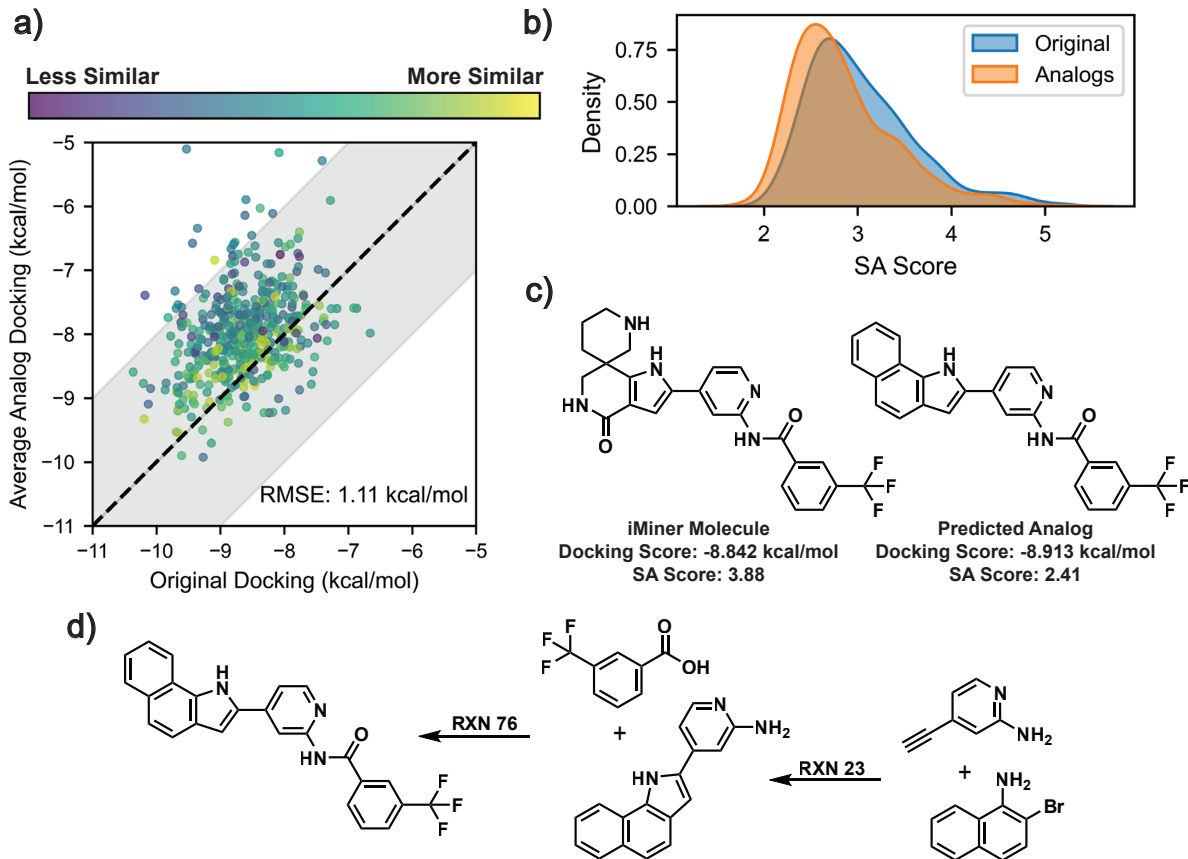 a)
Less Similar
More Similar
Average Analog Docking (kcal/mol)
−5
−6
−7
−8
−9
−10
−11
RMSE: 1.11 kcal/mol
−11
−10
−9
−8
−7
−6
−5
Original Docking (kcal/mol)
b)
Density
0.75
0.50
0.25
0.00
Original
Analogs
2
3
4
5
SA Score
c)
NH
H
N
N
HN
O
NH
O
F
F
F
iMiner Molecule
Docking Score: -8.842 kcal/mol
SA Score: 3.88
H
N
N
NH
O
F
F
F
Predicted Analog
Docking Score: -8.913 kcal/mol
SA Score: 2.41
d)
H
N
N
NH
O
F
F
F
RXN 76
F
F
F
O
OH
+
N
NH2
HN
RXN 23
N
NH2
+
NH2
Br